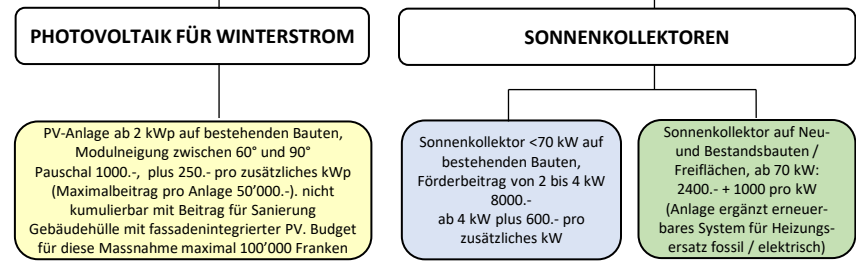 PHOTOVOLTAIK FÜR WINTERSTROM
SONNENKOLLEKTOREN
PV-Anlage ab 2 kWp auf bestehenden Bauten,
Modulneigung zwischen 60° und 90°
Pauschal 1000.-, plus 250.- pro zusätzliches kWp
(Maximalbeitrag pro Anlage 50'000.-). nicht
kumulierbar mit Beitrag für Sanierung
Gebäudehülle mit fassadenintegrierter PV. Budget
für diese Massnahme maximal 100'000 Franken
Sonnenkollektor <70 kW auf
bestehenden Bauten,
Förderbeitrag von 2 bis 4 kW
8000.-
ab 4 kW plus 600.- pro
zusätzliches kW
Sonnenkollektor auf Neu-
und Bestandsbauten /
Freiflächen, ab 70 kW:
2400.- + 1000 pro kW
(Anlage ergänzt erneuer-
bares System für Heizungs-
ersatz fossil / elektrisch)